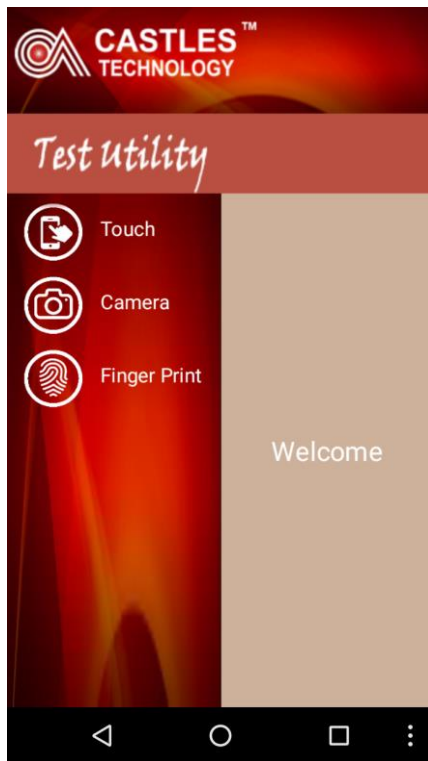 CASTLES™
TECHNOLOGY
Test Utility
Touch
Camera
Finger Print
Welcome